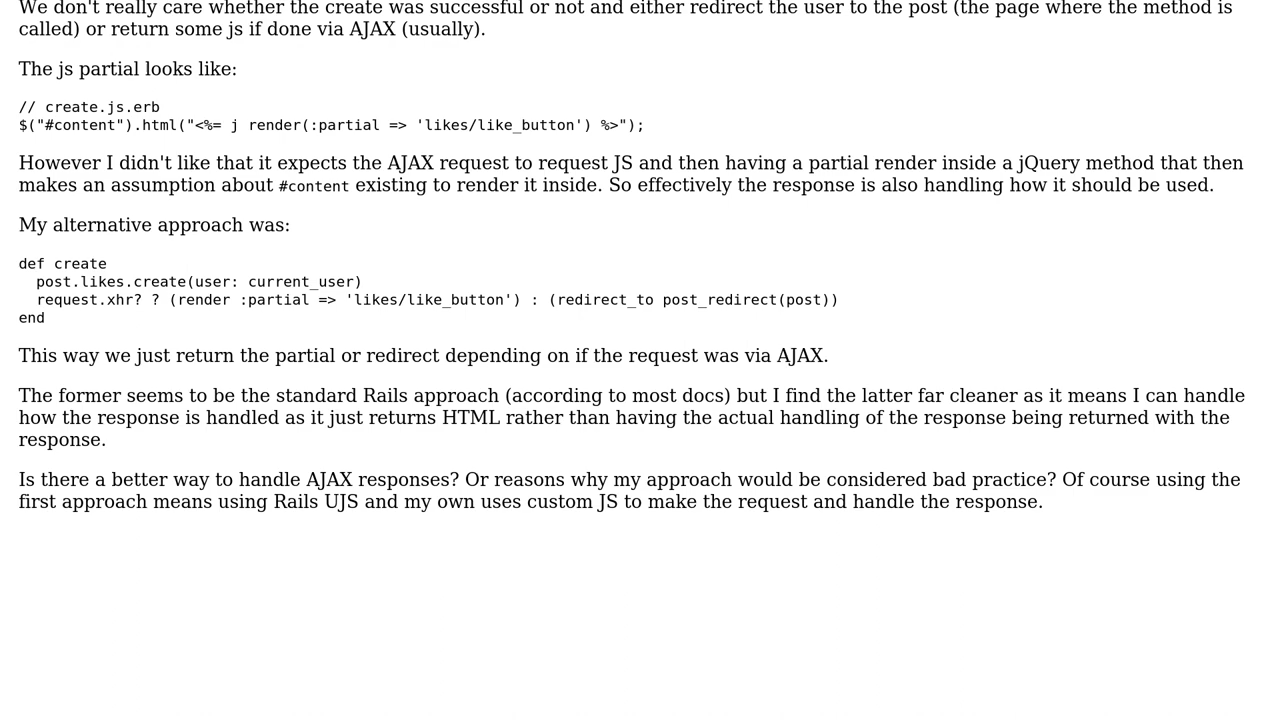 We don't really care whether the create was successful or not and either redirect the user to the post (the page where the method is
called) or return some js if done via AJAX (usually).
The js partial looks like:
// create.js.erb
$("#content").html("<%= j render(:partial => 'likes/like_button') %>");
However I didn't like that it expects the AJAX request to request JS and then having a partial render inside a jQuery method that then
makes an assumption about #content existing to render it inside. So effectively the response is also handling how it should be used.
My alternative approach was:
def create
  post.likes.create(user: current_user)
  request.xhr? ? (render :partial => 'likes/like_button') : (redirect_to post_redirect(post))
end
This way we just return the partial or redirect depending on if the request was via AJAX.
The former seems to be the standard Rails approach (according to most docs) but I find the latter far cleaner as it means I can handle
how the response is handled as it just returns HTML rather than having the actual handling of the response being returned with the
response.
Is there a better way to handle AJAX responses? Or reasons why my approach would be considered bad practice? Of course using the
first approach means using Rails UJS and my own uses custom JS to make the request and handle the response.